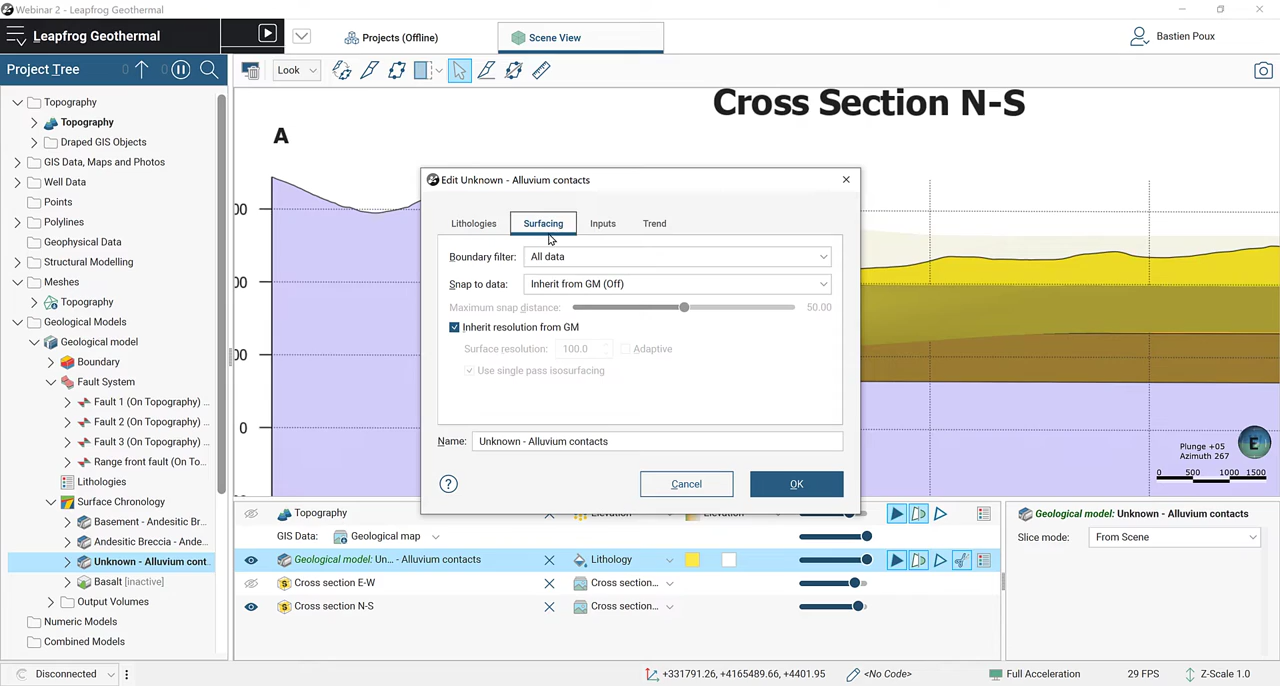 Webinar 2 - Leapfrog Geothermal
Leapfrog Geothermal
Projects (Offline)
Scene View
Bastien Poux
Project Tree
0
0
Look
Topography
Topography
Draped GIS Objects
GIS Data, Maps and Photos
Well Data
Points
Polylines
Geophysical Data
Structural Modelling
Meshes
Topography
Geological Models
Geological model
Boundary
Fault System
Fault 1 (On Topography) ...
Fault 2 (On Topography) ...
Fault 3 (On Topography) ...
Range front fault (On To...
Lithologies
Surface Chronology
Basement - Andesitic Br...
Andesitic Breccia - Ande...
Unknown - Alluvium cont...
Basalt [inactive]
Output Volumes
Numeric Models
Combined Models
Cross Section N-S
A
00
00
00
0
Plunge +05
Azimuth 267
0 500 1000 1500
E
Edit Unknown - Alluvium contacts
Lithologies
Surfacing
Inputs
Trend
Boundary filter:
All data
Snap to data:
Inherit from GM (Off)
Maximum snap distance:
50.00
Inherit resolution from GM
Surface resolution:
100.0
Adaptive
Use single pass isosurfacing
Name:
Unknown - Alluvium contacts
?
Cancel
OK
Topography
Elevation
Elevation
GIS Data:
Geological map
Geological model: Un... - Alluvium contacts
Lithology
Cross section E-W
Cross section...
Cross section N-S
Cross section...
Geological model: Unknown - Alluvium contacts
Slice mode:
From Scene
Disconnected
+331791.26, +4165489.66, +4401.95
<No Code>
Full Acceleration
29 FPS
Z-Scale 1.0